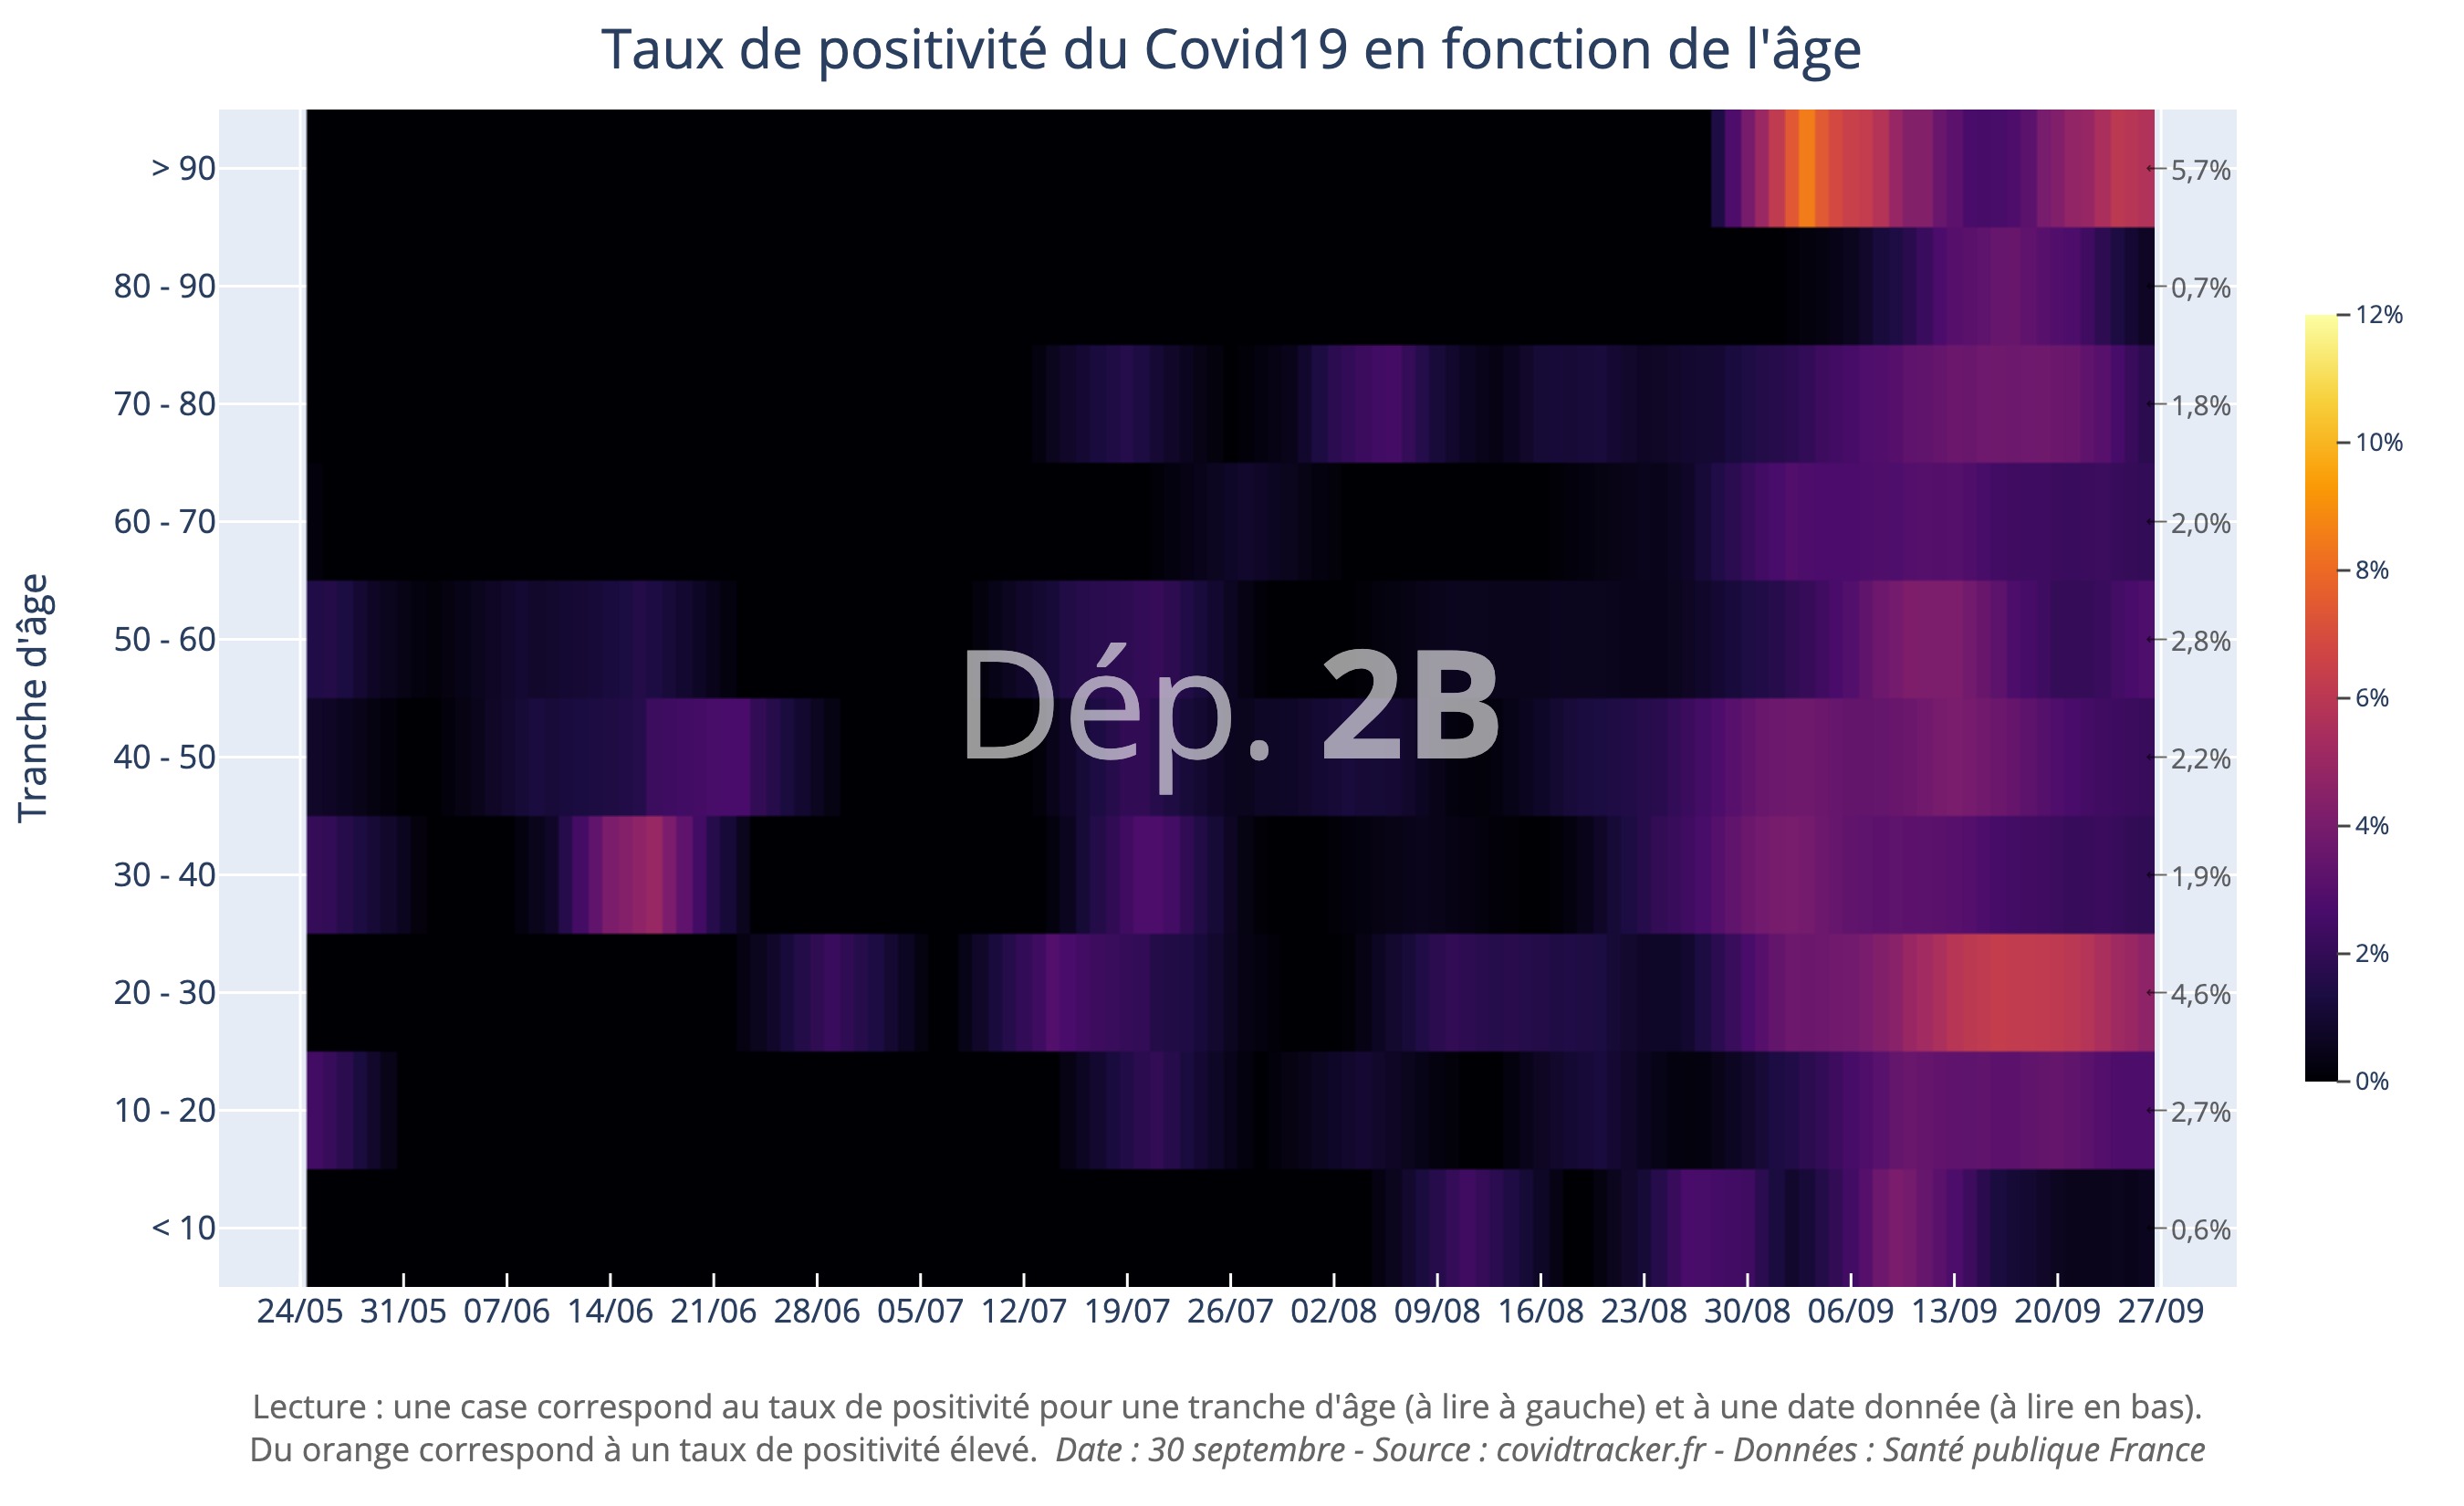 Taux de positivité du Covid19 en fonction de l'âge
Tranche d'âge
> 90
80 - 90
70 - 80
60 - 70
50 - 60
40 - 50
30 - 40
20 - 30
10 - 20
< 10
Dép. 2B
5,7%
0,7%
1,8%
2,0%
2,8%
2,2%
1,9%
4,6%
2,7%
0,6%
12%
10%
8%
6%
4%
2%
0%
24/05 31/05 07/06 14/06 21/06 28/06 05/07 12/07 19/07 26/07 02/08 09/08 16/08 23/08 30/08 06/09 13/09 20/09 27/09
Lecture : une case correspond au taux de positivité pour une tranche d'âge (à lire à gauche) et à une date donnée (à lire en bas).
Du orange correspond à un taux de positivité élevé. Date : 30 septembre - Source : covidtracker.fr - Données : Santé publique France